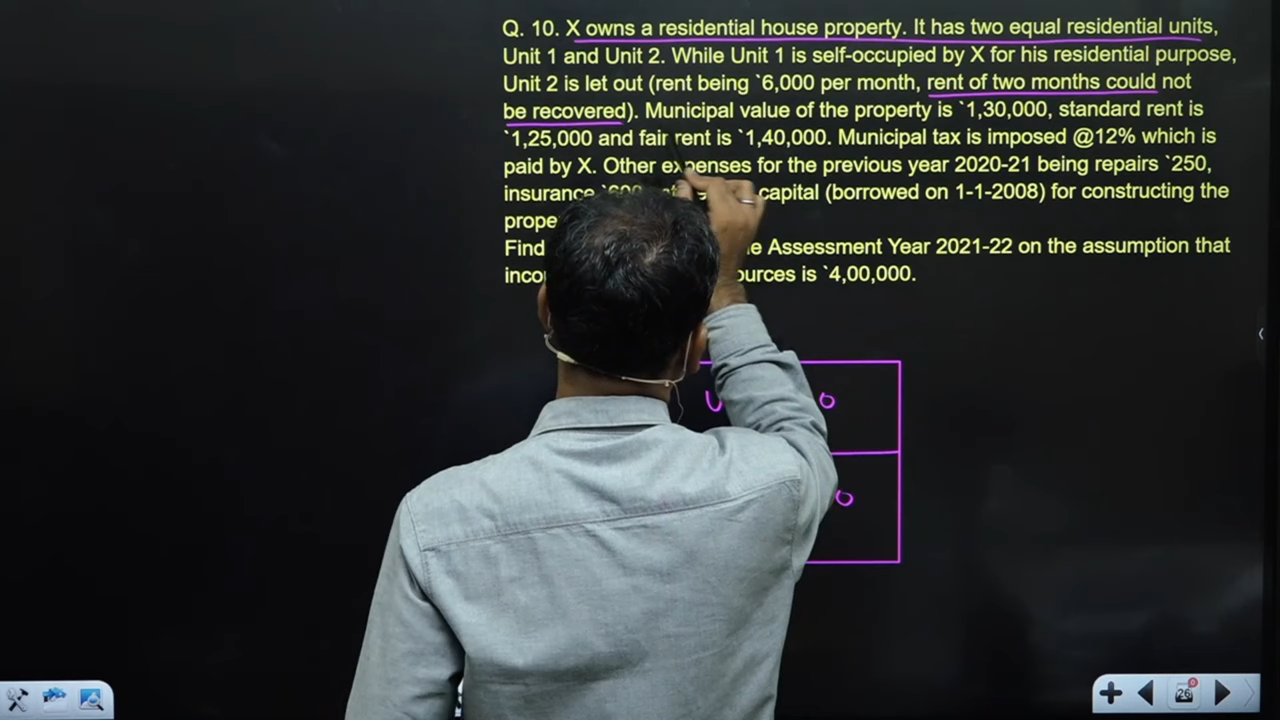 Q. 10. X owns a residential house property. It has two equal residential units,
Unit 1 and Unit 2. While Unit 1 is self-occupied by X for his residential purpose,
Unit 2 is let out (rent being `6,000 per month, rent of two months could not
be recovered). Municipal value of the property is `1,30,000, standard rent is
`1,25,000 and fair rent is `1,40,000. Municipal tax is imposed @12% which is
paid by X. Other expenses for the previous year 2020-21 being repairs `250,
insurance capital (borrowed on 1-1-2008) for constructing the
Find Assessment Year 2021-22 on the assumption that
is `4,00,000.
26
0